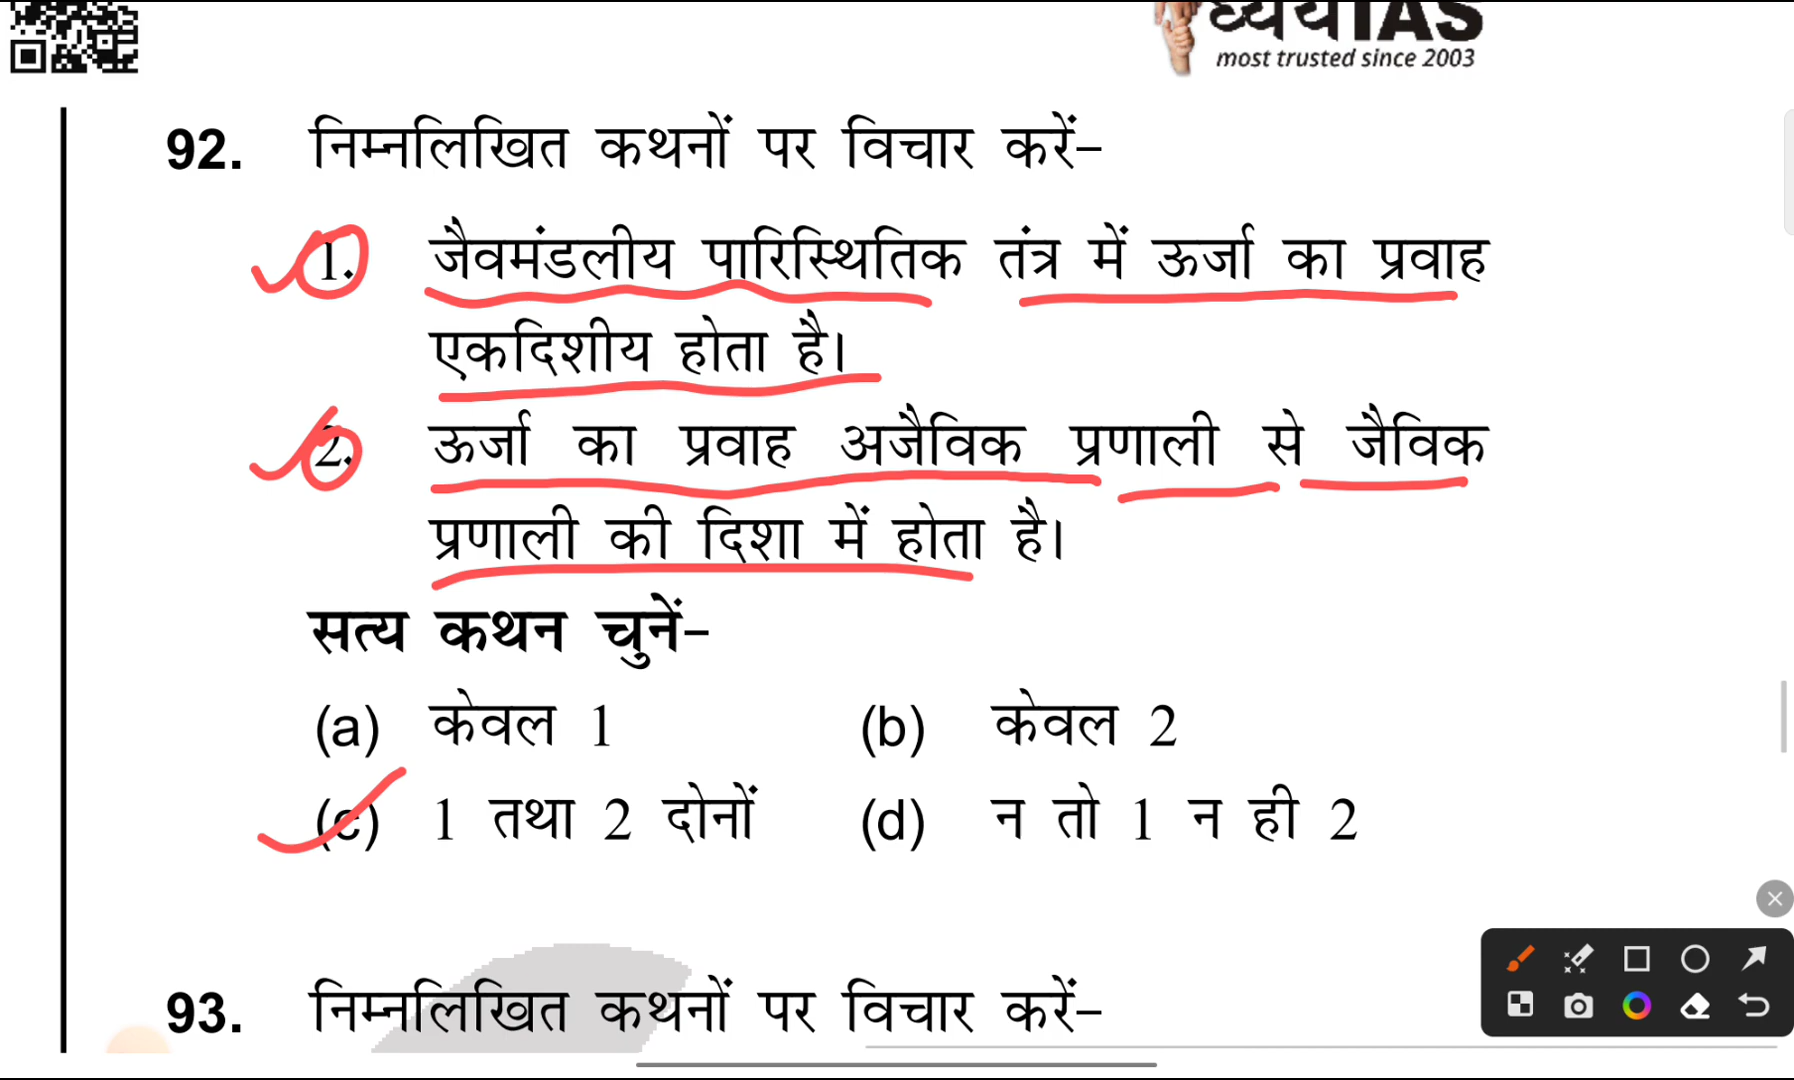 ध्येयIAS
most trusted since 2003
92. निम्नलिखित कथनों पर विचार करें-
1. जैवमंडलीय पारिस्थितिक तंत्र में ऊर्जा का प्रवाह
एकदिशीय होता है।
2. ऊर्जा का प्रवाह अजैविक प्रणाली से जैविक
प्रणाली की दिशा में होता है।
सत्य कथन चुनें-
(a) केवल 1 (b) केवल 2
(c) 1 तथा 2 दोनों (d) न तो 1 न ही 2
93. निम्नलिखित कथनों पर विचार करें-